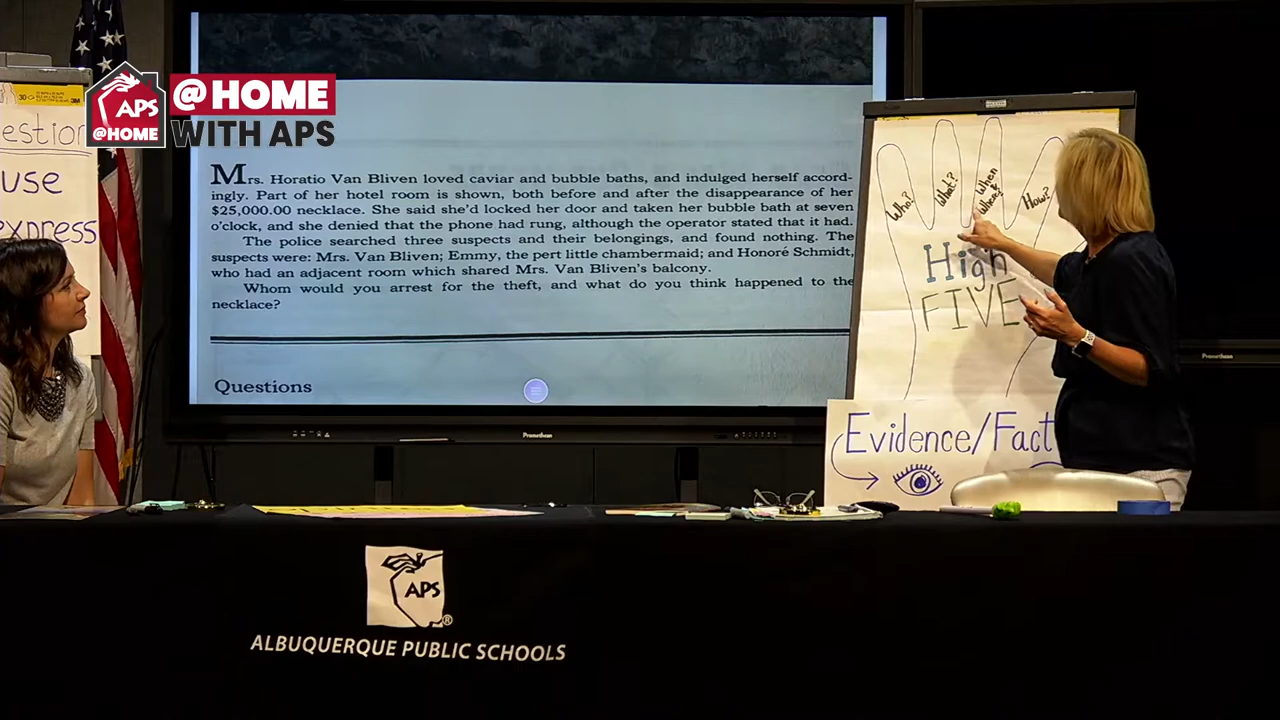 estion
use
express
APS
@HOME
@HOME
WITH APS
Mrs. Horatio Van Bliven loved caviar and bubble baths, and indulged herself accord-
ingly. Part of her hotel room is shown, both before and after the disappearance of her
$25,000.00 necklace. She said she'd locked her door and taken her bubble bath at seven
o'clock, and she denied that the phone had rung, although the operator stated that it had.
The police searched three suspects and their belongings, and found nothing. The
suspects were: Mrs. Van Bliven; Emmy, the pert little chambermaid; and Honoré Schmidt,
who had an adjacent room which shared Mrs. Van Bliven's balcony.
Whom would you arrest for the theft, and what do you think happened to the
necklace?
Questions
Promethean
Who?
What?
When
Where?
How?
High
FIVE
Evidence/Fact
Promethean
APS
ALBUQUERQUE PUBLIC SCHOOLS